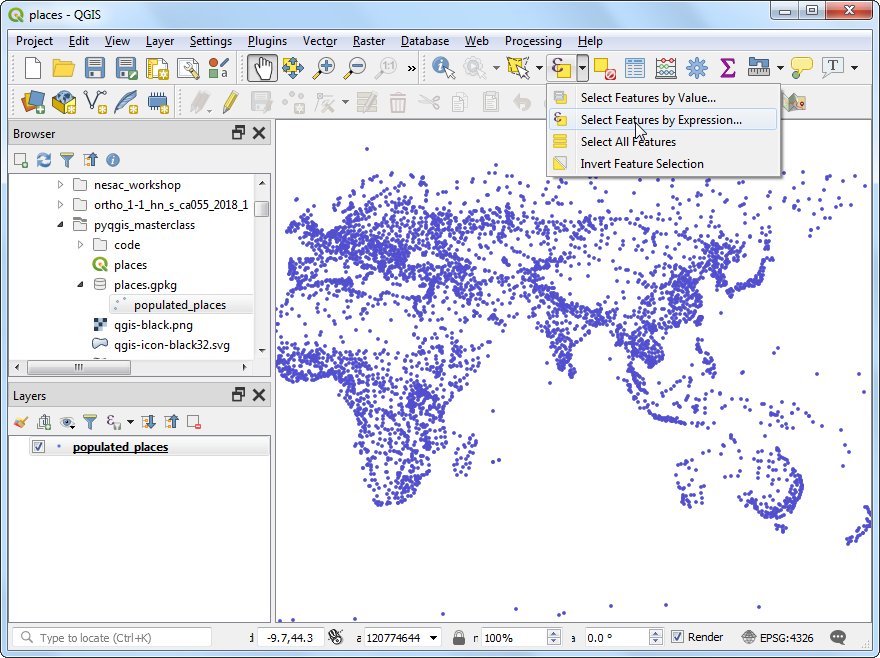 places - QGIS
Project Edit View Layer Settings Plugins Vector Raster Database Web Processing Help
1:1
»
ε
Σ
T
Select Features by Value...
Select Features by Expression...
Select All Features
Invert Feature Selection
Browser
nesac_workshop
ortho_1-1_hn_s_ca055_2018_1
pyqgis_masterclass
code
places
places.gpkg
populated_places
qgis-black.png
qgis-icon-black32.svg
Layers
populated_places
Type to locate (Ctrl+K)
d -9.7,44.3 a 120774644 n 100% a 0.0 ° Render EPSG:4326